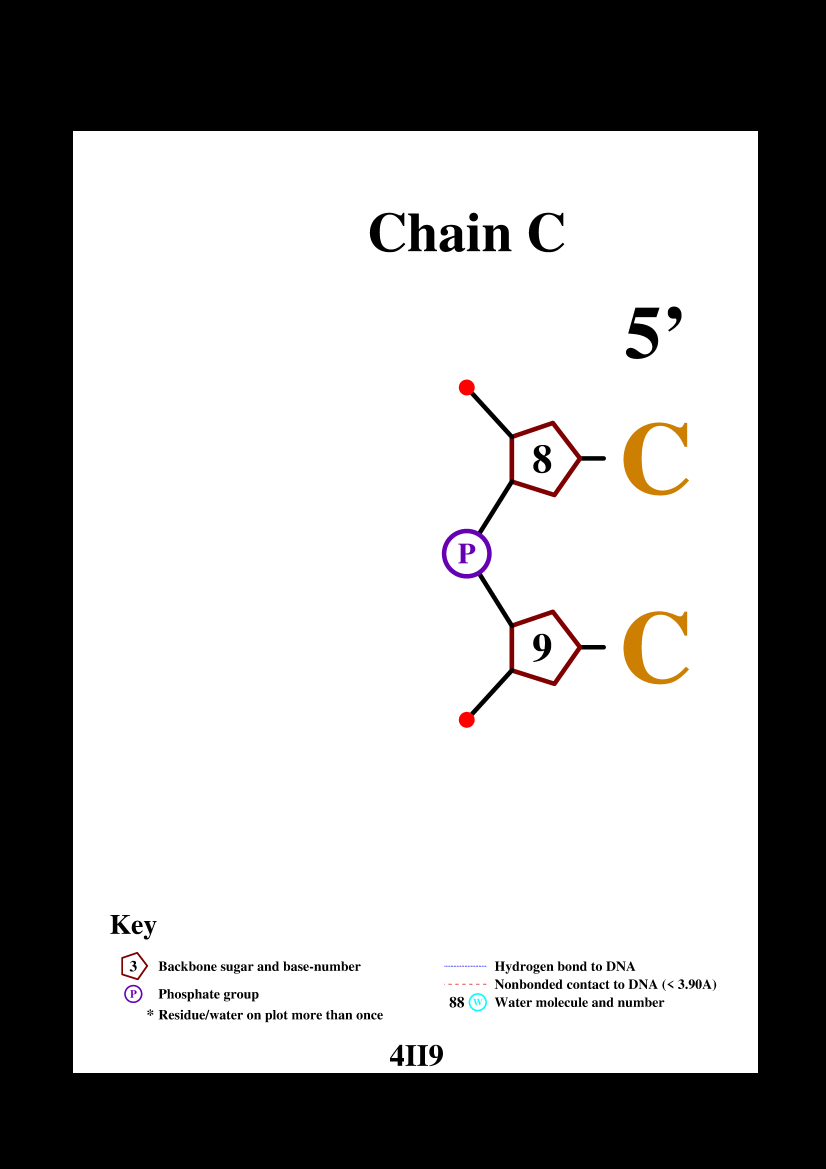 Chain C
5’
8 C
P
9 C
Key
3 Backbone sugar and base-number
P Phosphate group
* Residue/water on plot more than once
Hydrogen bond to DNA
Nonbonded contact to DNA (< 3.90A)
88 W Water molecule and number
4II9